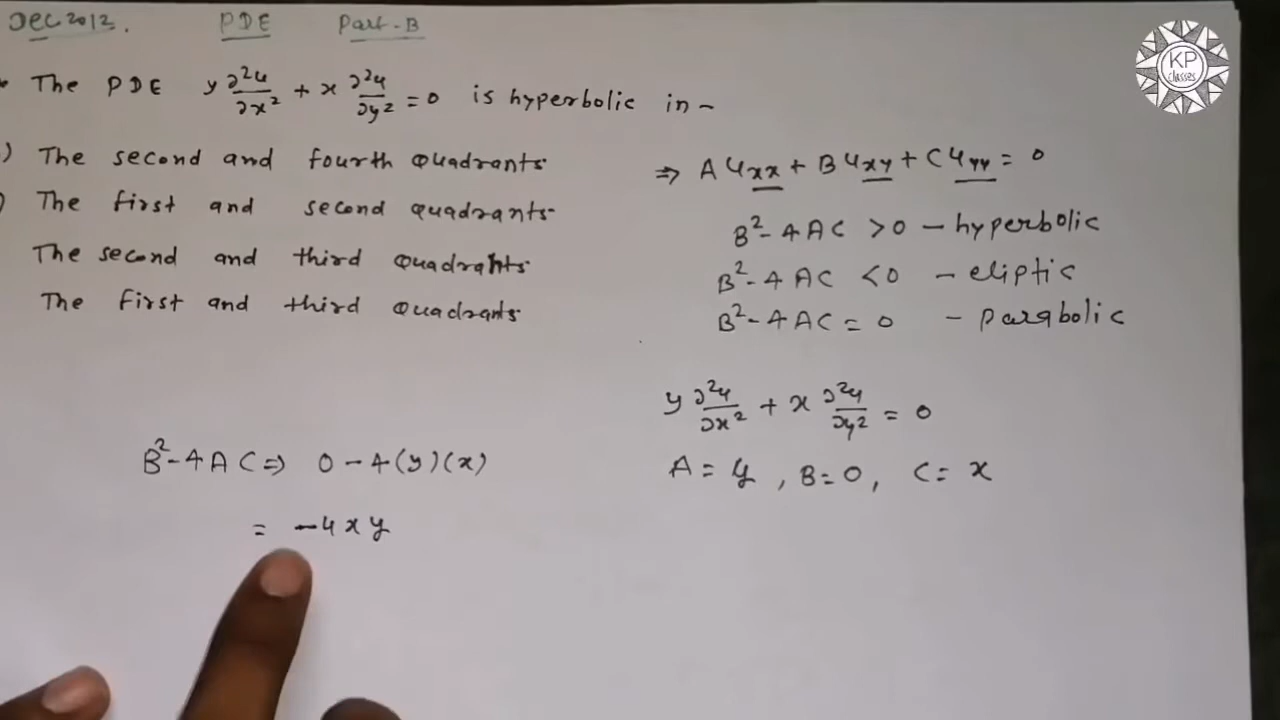 Dec 2012. PDE Part-B
The PDE y ∂²u/∂x² + x ∂²u/∂y² = 0 is hyperbolic in ~
) The second and fourth Quadrants
) The first and second quadrants
The second and third Quadrants
The first and third Quadrants
KP
classes
⇒ A uxx + B uxy + C uyy = 0
B² - 4AC > 0 - hyperbolic
B² - 4AC < 0 - eliptic
B² - 4AC = 0 - parabolic
y ∂²u/∂x² + x ∂²u/∂y² = 0
A = y, B = 0, C = x
B² - 4AC ⇒ 0 - 4(y)(x)
= -4xy